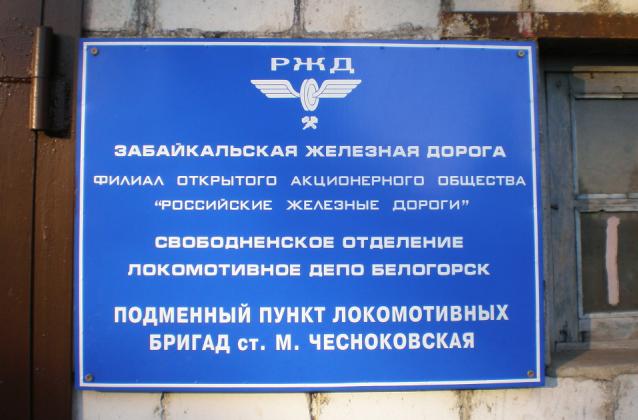 РЖД
ЗАБАЙКАЛЬСКАЯ ЖЕЛЕЗНАЯ ДОРОГА
ФИЛИАЛ ОТКРЫТОГО АКЦИОНЕРНОГО ОБЩЕСТВА
"РОССИЙСКИЕ ЖЕЛЕЗНЫЕ ДОРОГИ"
СВОБОДНЕНСКОЕ ОТДЕЛЕНИЕ
ЛОКОМОТИВНОЕ ДЕПО БЕЛОГОРСК
ПОДМЕННЫЙ ПУНКТ ЛОКОМОТИВНЫХ
БРИГАД ст. М. ЧЕСНОКОВСКАЯ